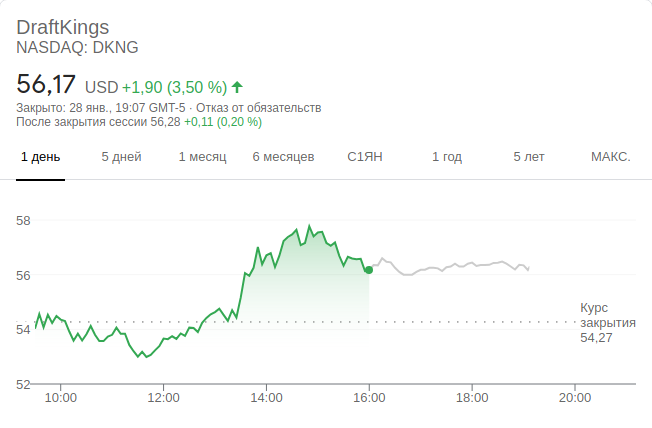 DraftKings
NASDAQ: DKNG
56,17 USD +1,90 (3,50 %)
Закрыто: 28 янв., 19:07 GMT-5 · Отказ от обязательств
После закрытия сессии 56,28 +0,11 (0,20 %)
1 день 5 дней 1 месяц 6 месяцев С1ЯН 1 год 5 лет МАКС.
58
56
54
52
Курс
закрытия
54,27
10:00 12:00 14:00 16:00 18:00 20:00